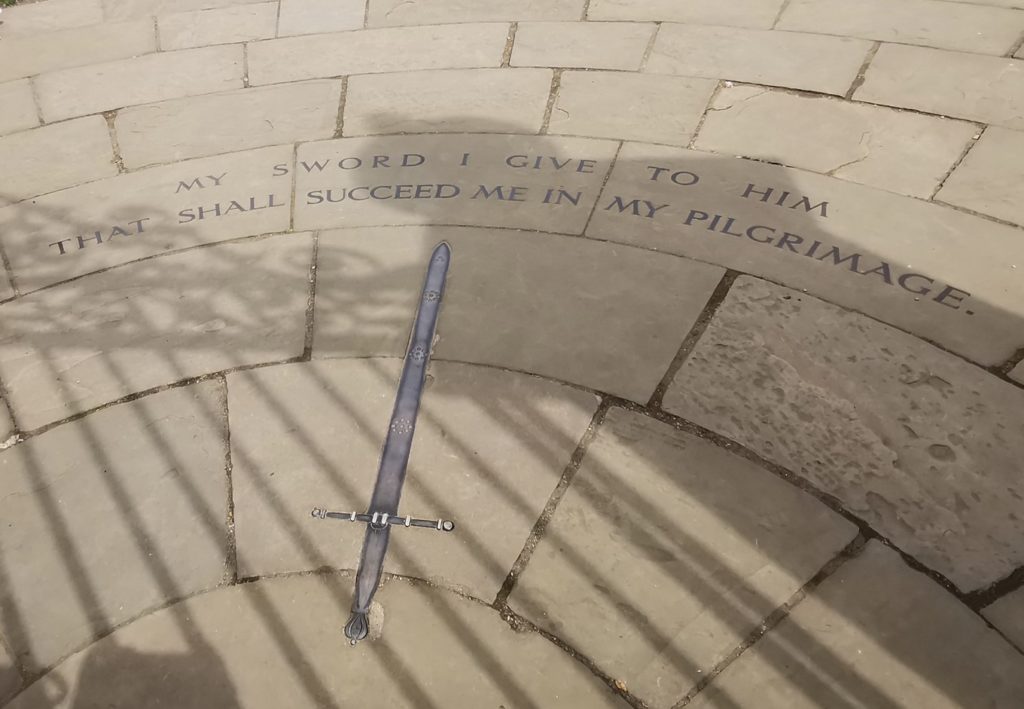 MY SWORD I GIVE TO HIM
THAT SHALL SUCCEED ME IN MY PILGRIMAGE.